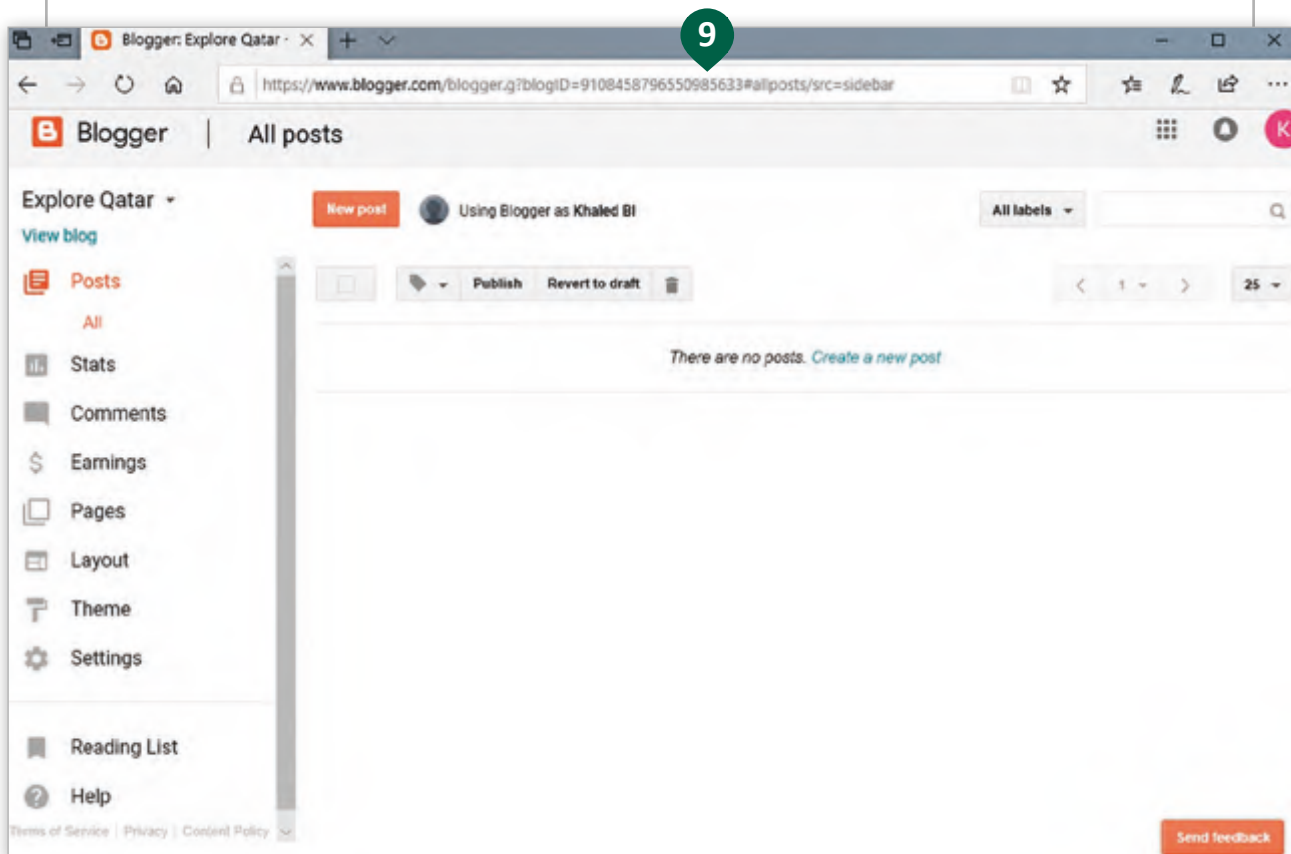 9
Blogger: Explore Qatar -
https://www.blogger.com/blogger.g?blogID=9108458796550985633#allposts/src=sidebar
Blogger | All posts
K
Explore Qatar
View blog
New post
Using Blogger as Khaled Bl
All labels
Posts
All
Publish Revert to draft
1
25
There are no posts. Create a new post
Stats
Comments
Earnings
Pages
Layout
Theme
Settings
Reading List
Help
Terms of Service | Privacy | Content Policy
Send feedback